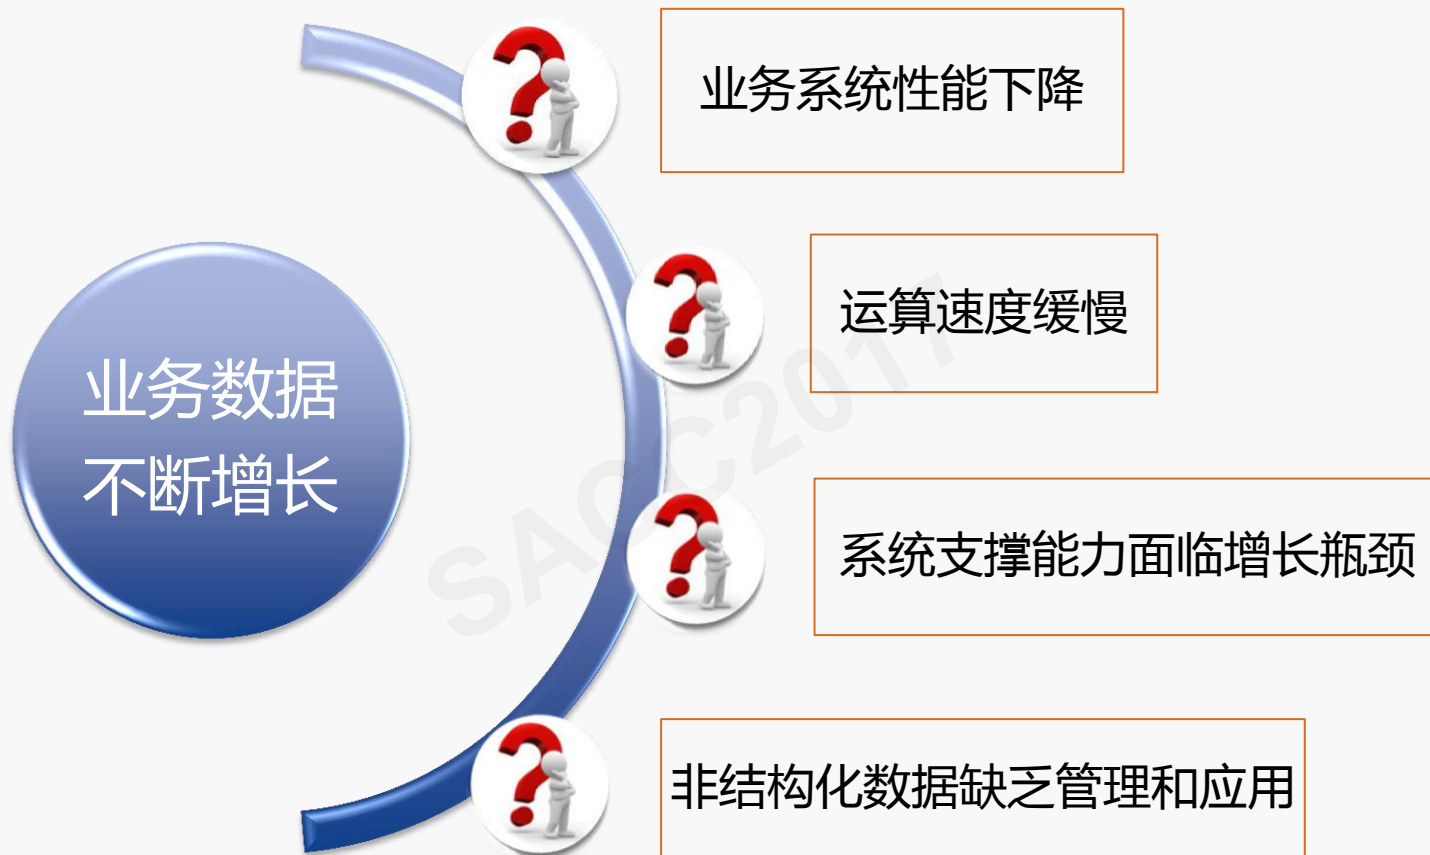 业务系统性能下降
运算速度缓慢
业务数据
不断增长
SACC2017
系统支撑能力面临增长瓶颈
非结构化数据缺乏管理和应用